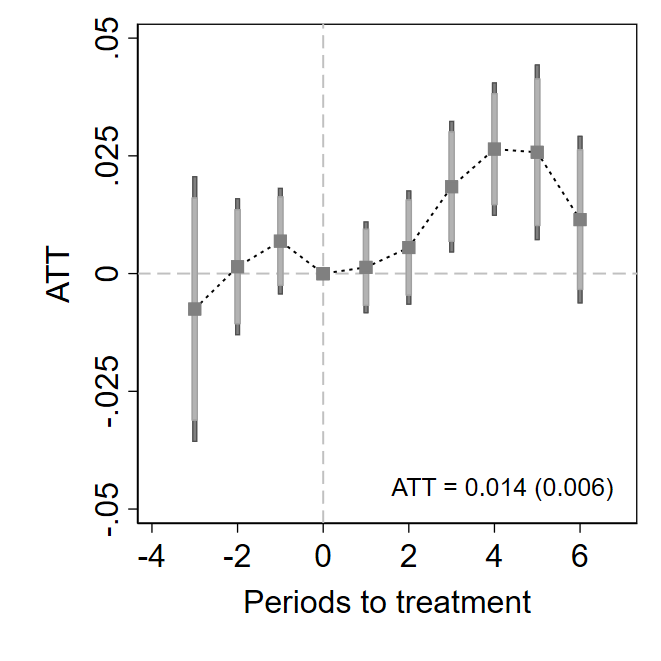 .05
.025
0
-.025
-.05
ATT
ATT = 0.014 (0.006)
-4 -2 0 2 4 6
Periods to treatment